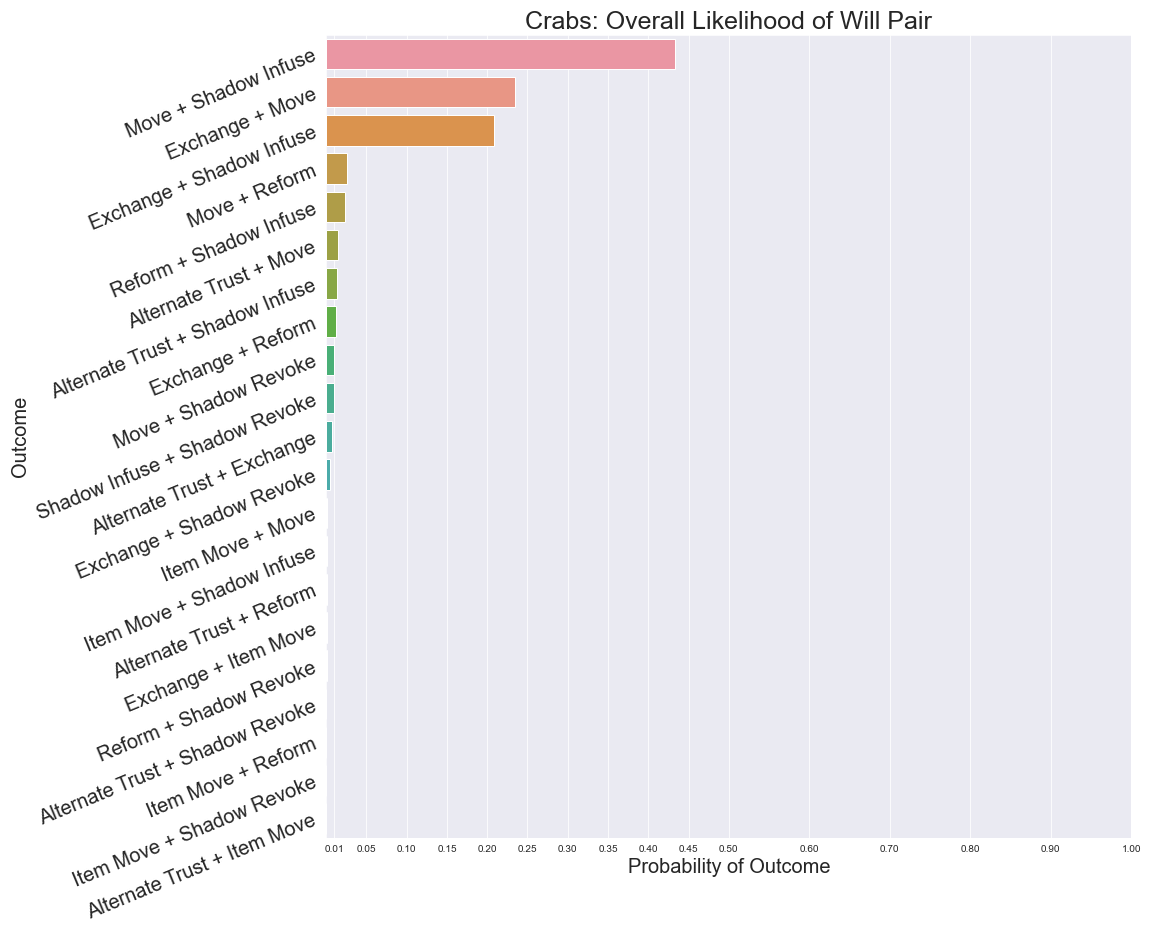 Crabs: Overall Likelihood of Will Pair
Move + Shadow Infuse
Exchange + Move
Exchange + Shadow Infuse
Move + Reform
Reform + Shadow Infuse
Alternate Trust + Move
Alternate Trust + Shadow Infuse
Exchange + Reform
Move + Shadow Revoke
Shadow Infuse + Shadow Revoke
Alternate Trust + Exchange
Exchange + Shadow Revoke
Item Move + Move
Item Move + Shadow Infuse
Alternate Trust + Reform
Exchange + Item Move
Reform + Shadow Revoke
Alternate Trust + Shadow Revoke
Item Move + Reform
Item Move + Shadow Revoke
Alternate Trust + Item Move
Outcome
0.01 0.05 0.10 0.15 0.20 0.25 0.30 0.35 0.40 0.45 0.50 0.60 0.70 0.80 0.90 1.00
Probability of Outcome